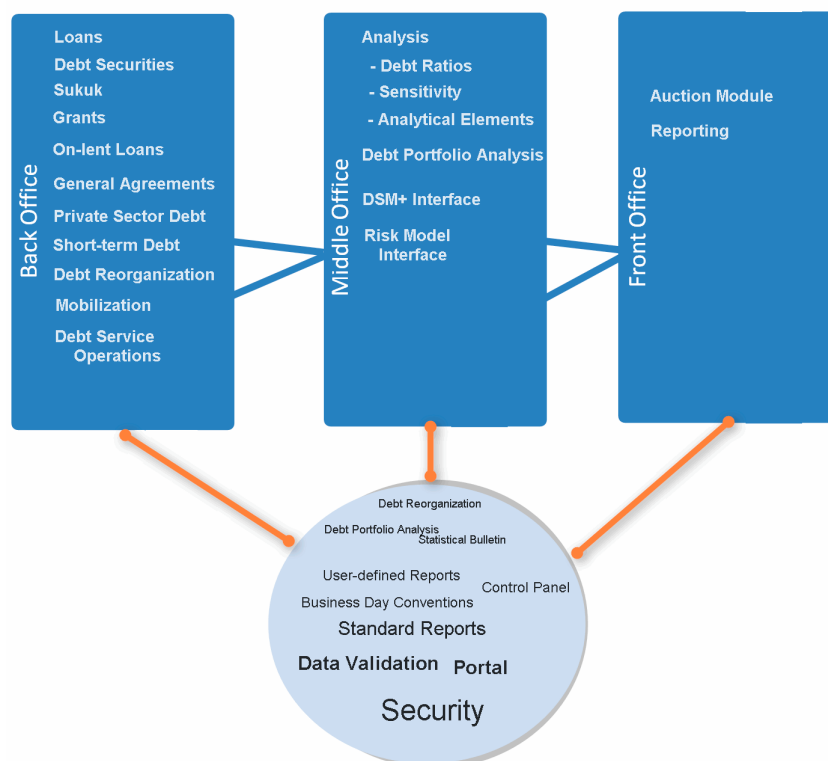 Back Office
Loans
Debt Securities
Sukuk
Grants
On-lent Loans
General Agreements
Private Sector Debt
Short-term Debt
Debt Reorganization
Mobilization
Debt Service
Operations
Middle Office
Analysis
- Debt Ratios
- Sensitivity
- Analytical Elements
Debt Portfolio Analysis
DSM+ Interface
Risk Model
Interface
Front Office
Auction Module
Reporting
Debt Reorganization
Debt Portfolio Analysis
Statistical Bulletin
User-defined Reports
Control Panel
Business Day Conventions
Standard Reports
Data Validation
Portal
Security